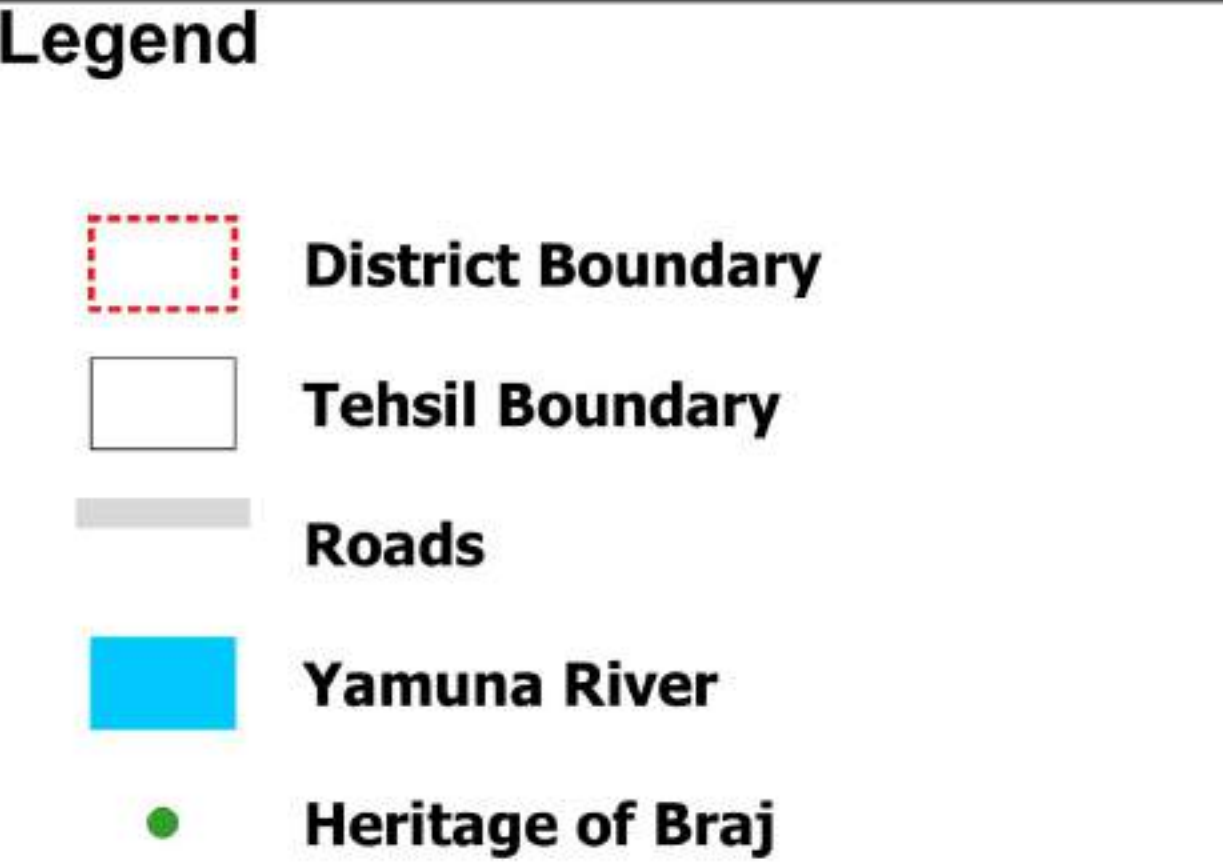 Legend
District Boundary
Tehsil Boundary
Roads
Yamuna River
Heritage of Braj